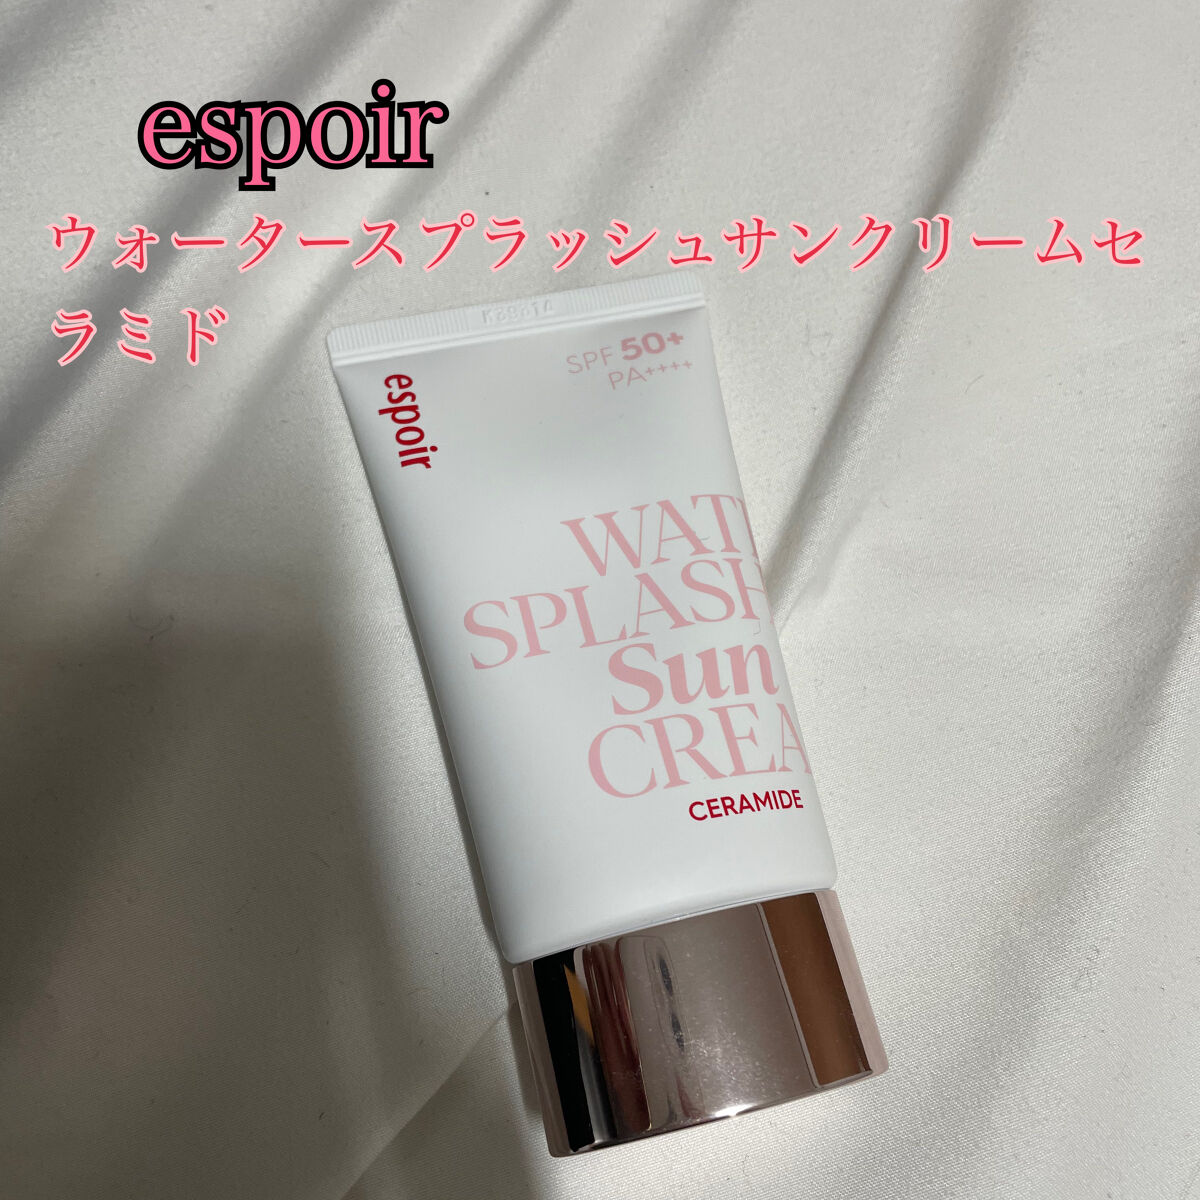 espoir
ウォータースプラッシュサンクリームセ
ラミド
SPF 50+
PA++++
espoir
WAT
SPLASH
Sun
CREA
CERAMIDE